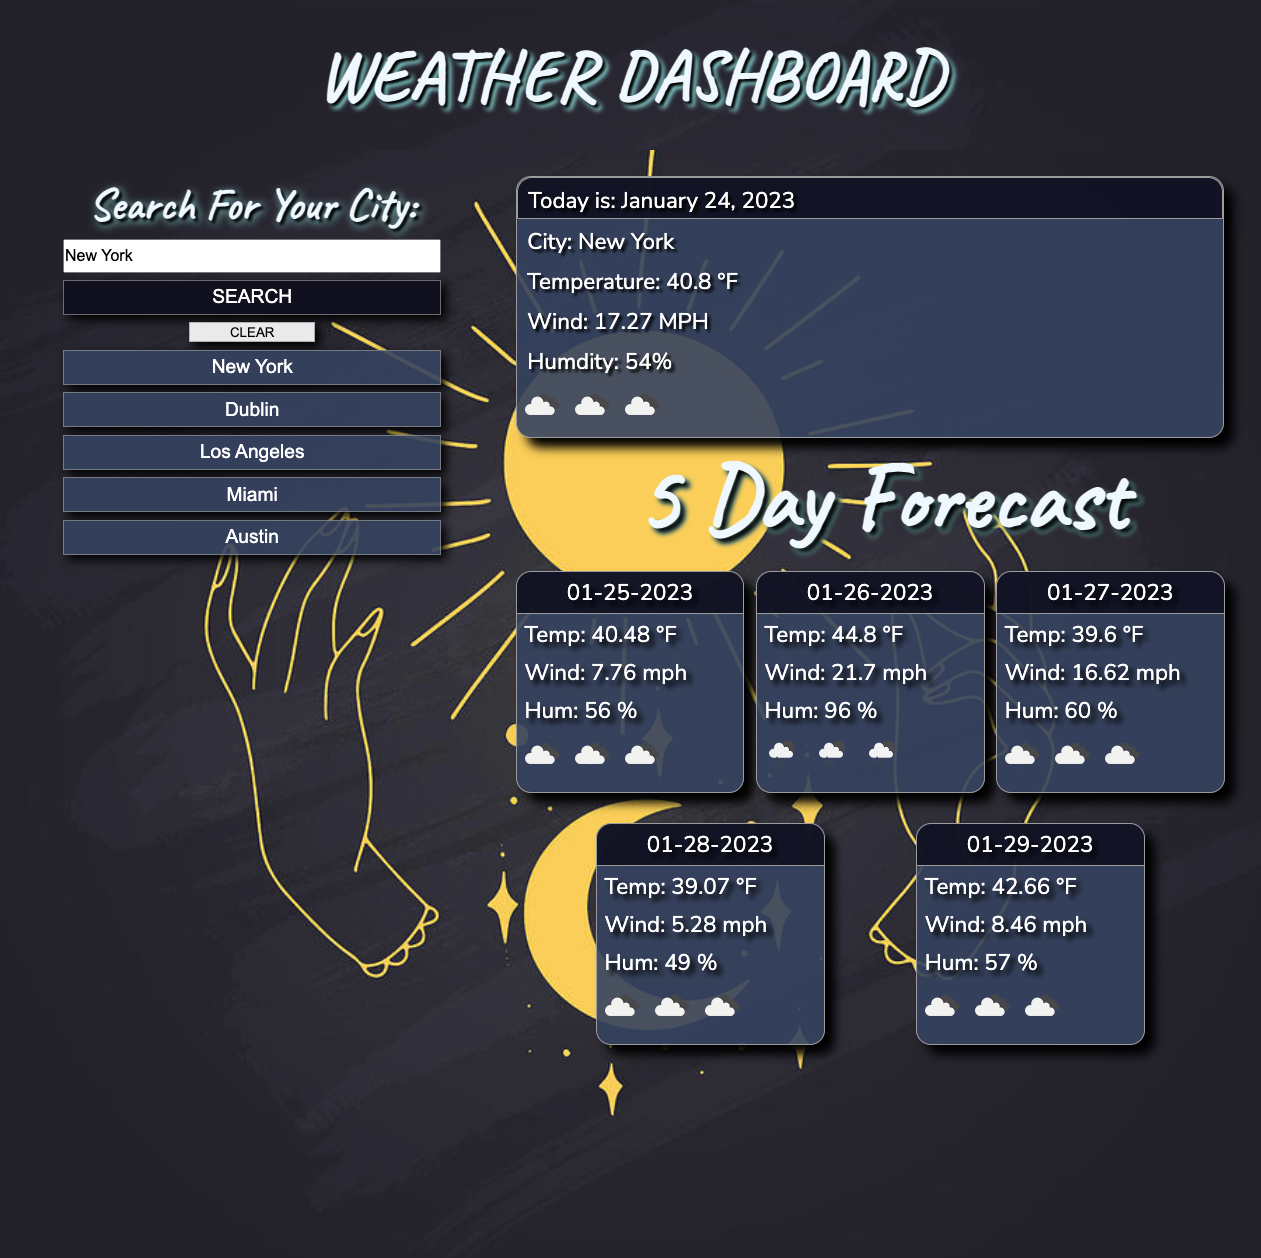 WEATHER DASHBOARD
Search For Your City:
New York
SEARCH
CLEAR
New York
Dublin
Los Angeles
Miami
Austin
Today is: January 24, 2023
City: New York
Temperature: 40.8 °F
Wind: 17.27 MPH
Humdity: 54%
5 Day Forecast
01-25-2023
Temp: 40.48 °F
Wind: 7.76 mph
Hum: 56 %
01-26-2023
Temp: 44.8 °F
Wind: 21.7 mph
Hum: 96 %
01-27-2023
Temp: 39.6 °F
Wind: 16.62 mph
Hum: 60 %
01-28-2023
Temp: 39.07 °F
Wind: 5.28 mph
Hum: 49 %
01-29-2023
Temp: 42.66 °F
Wind: 8.46 mph
Hum: 57 %